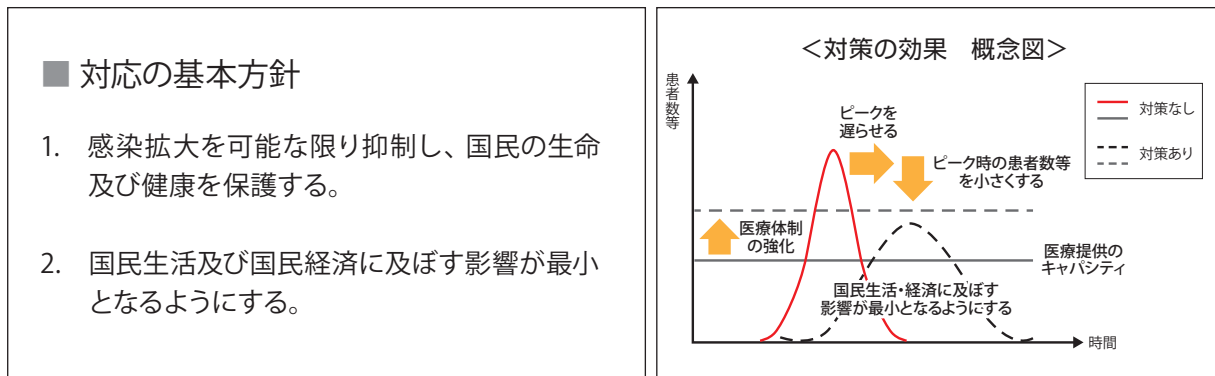 ■ 対応の基本方針
1. 感染拡大を可能な限り抑制し、国民の生命
及び健康を保護する。
2. 国民生活及び国民経済に及ぼす影響が最小
となるようにする。
＜対策の効果　概念図＞
患者数等
対策なし
対策あり
ピークを
遅らせる
ピーク時の患者数等
を小さくする
医療体制
の強化
医療提供の
キャパシティ
国民生活・経済に及ぼす
影響が最小となるようにする
時間